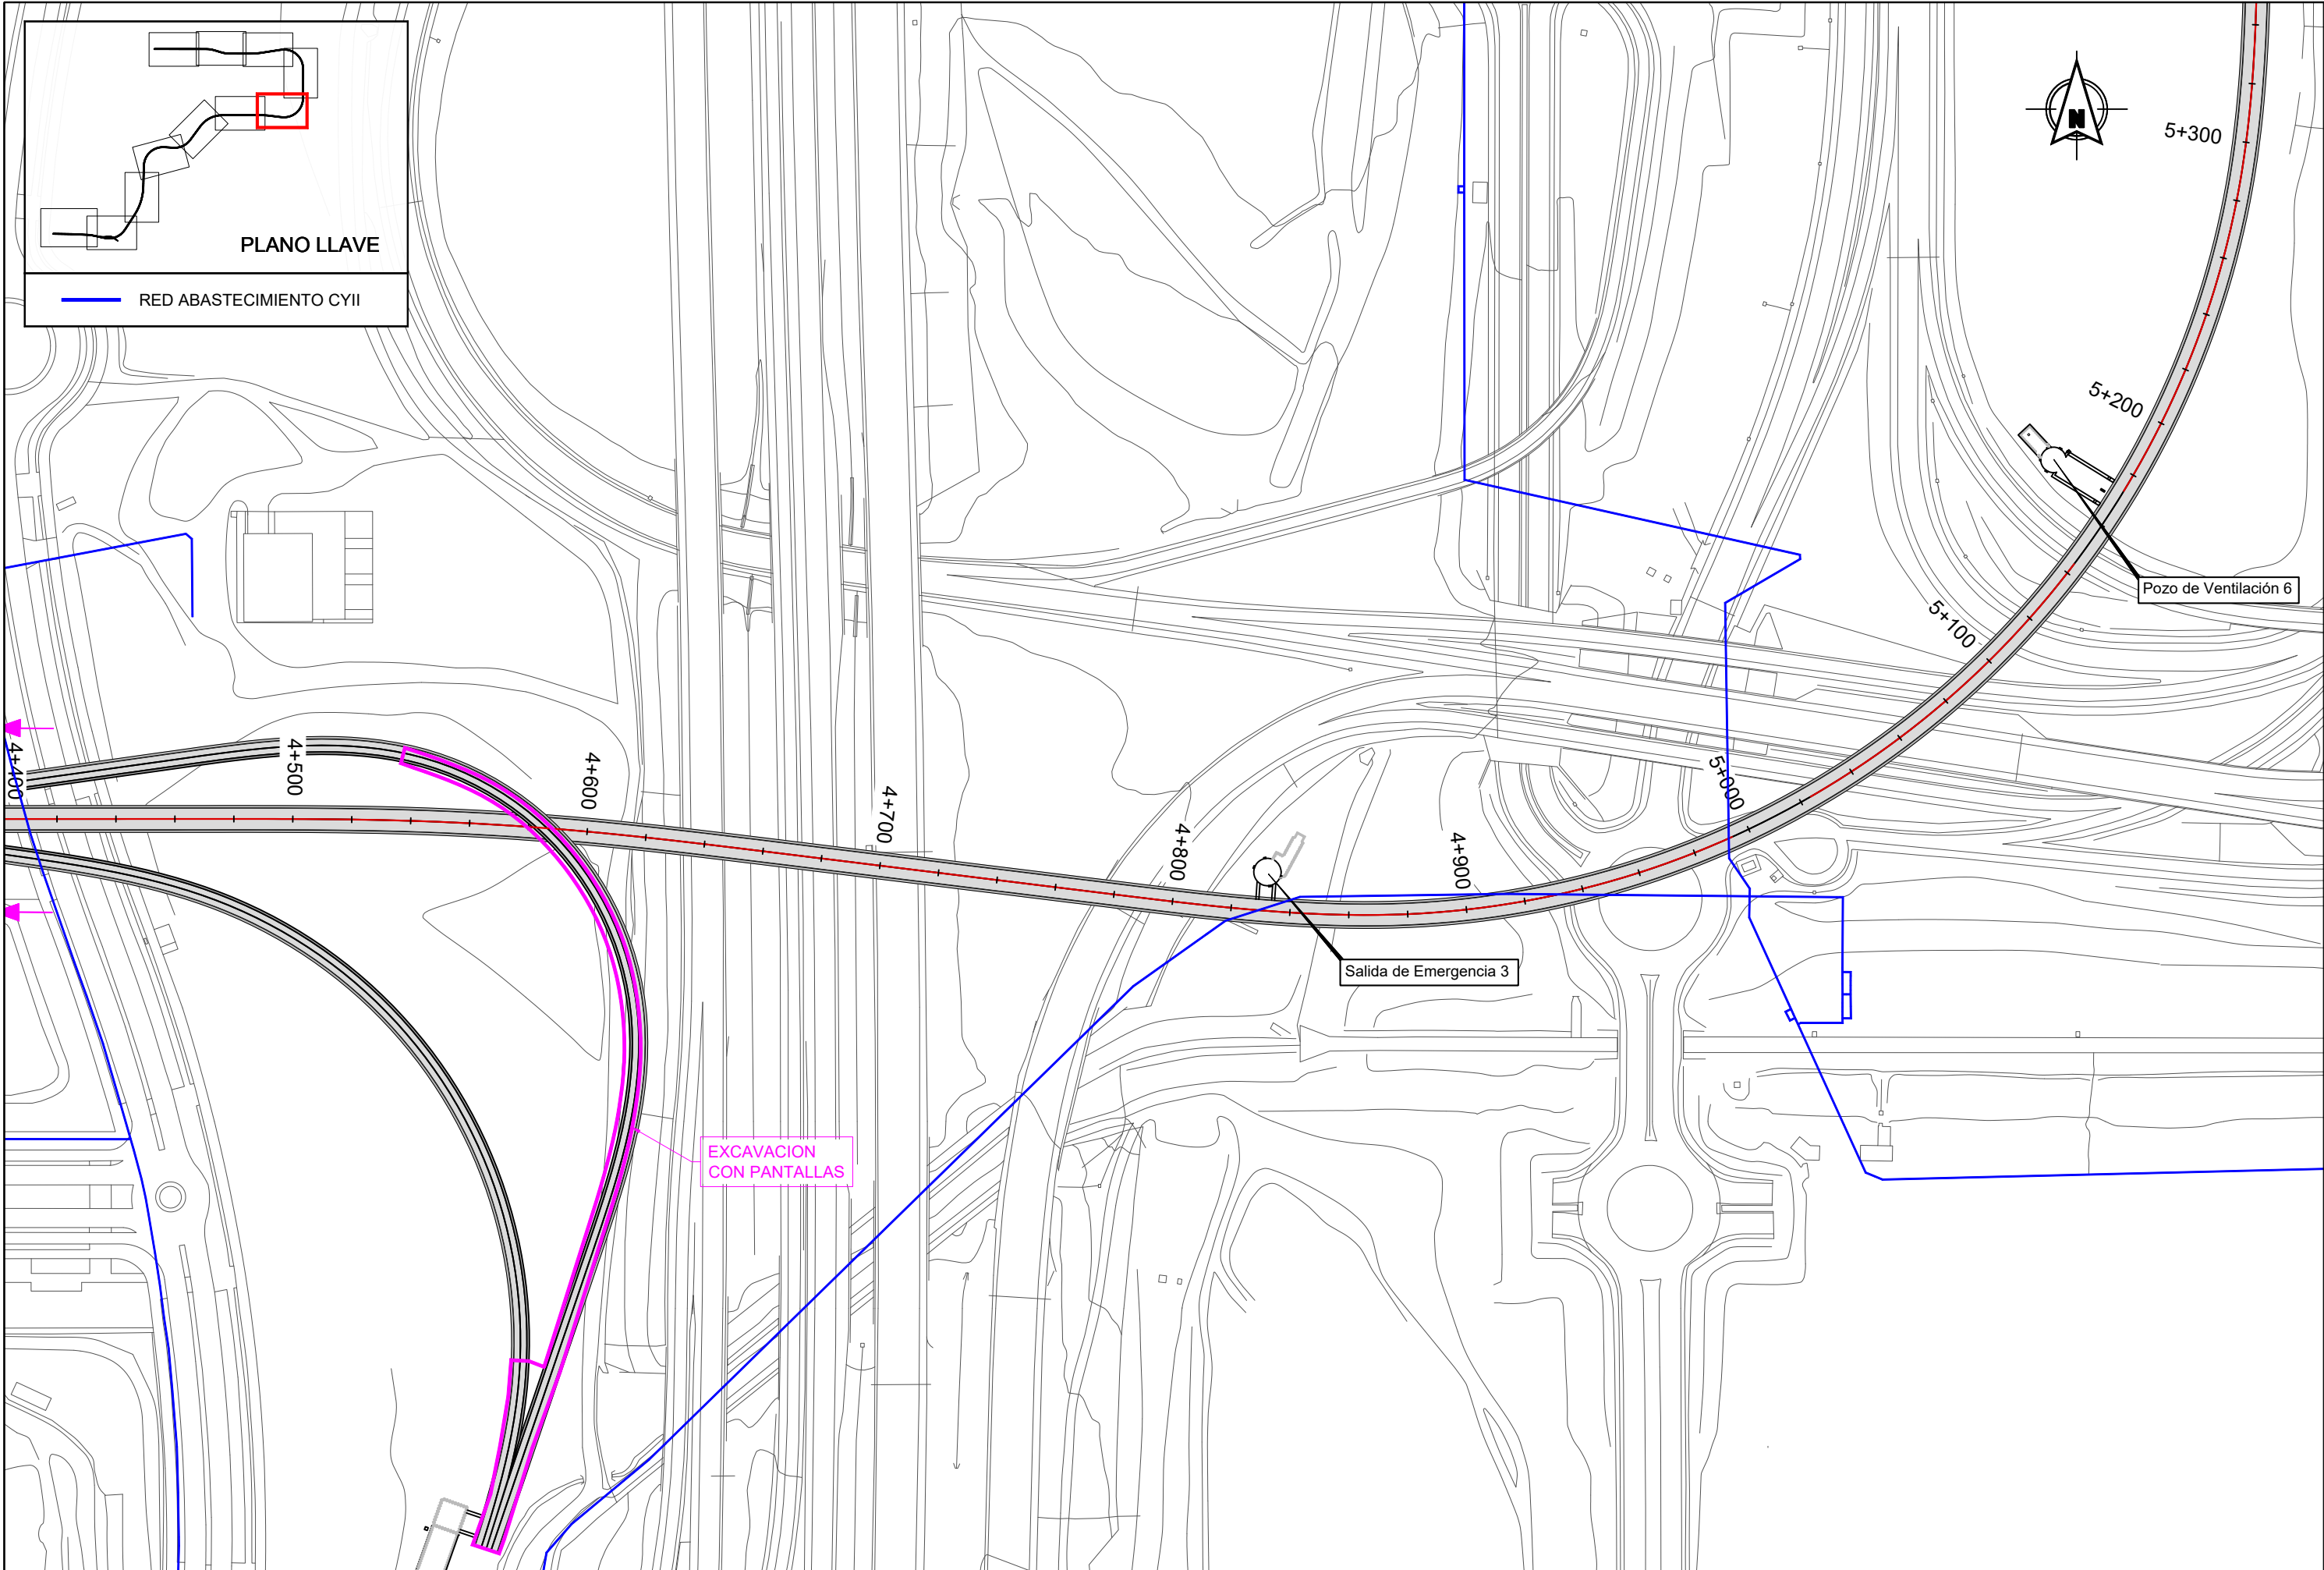 PLANO LLAVE
RED ABASTECIMIENTO CYII
N
5+300
5+200
Pozo de Ventilación 6
5+100
4+400
4+500
4+600
4+700
4+800
4+900
5+000
Salida de Emergencia 3
EXCAVACION
CON PANTALLAS